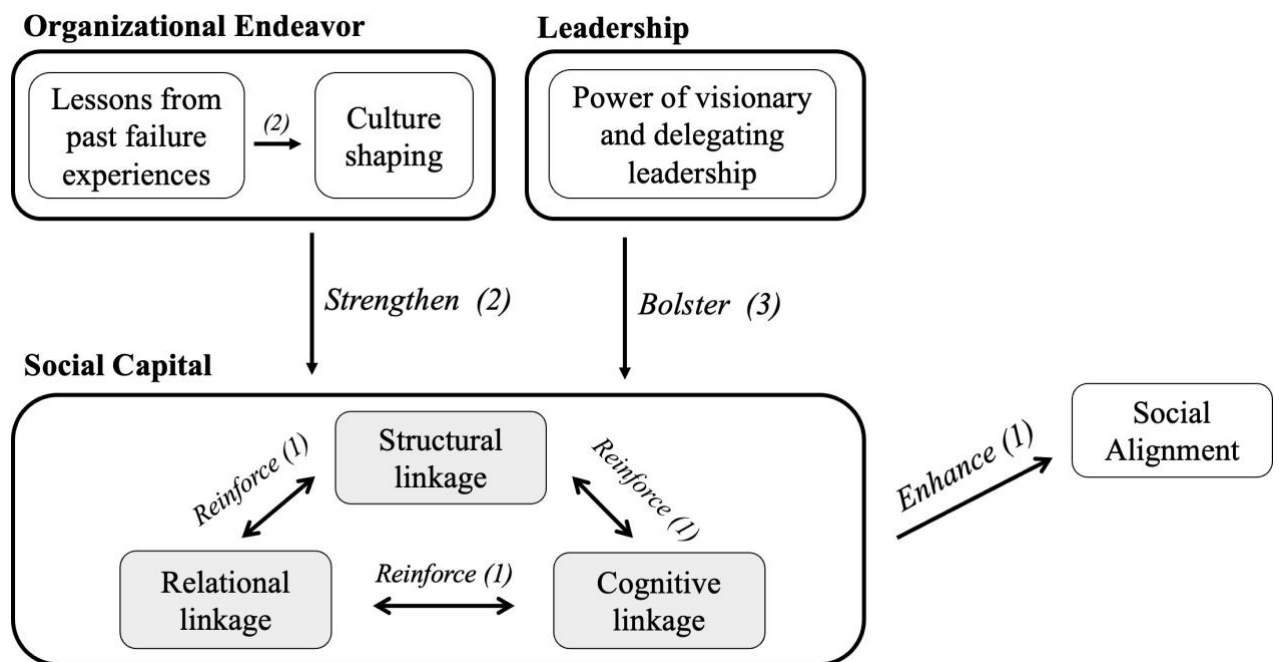 Organizational Endeavor
Lessons from
past failure
experiences
(2)
Culture
shaping
Leadership
Power of visionary
and delegating
leadership
Strengthen (2)
Bolster (3)
Social Capital
Structural
linkage
Reinforce (1)
Reinforce (1)
Relational
linkage
Reinforce (1)
Cognitive
linkage
Enhance (1)
Social
Alignment